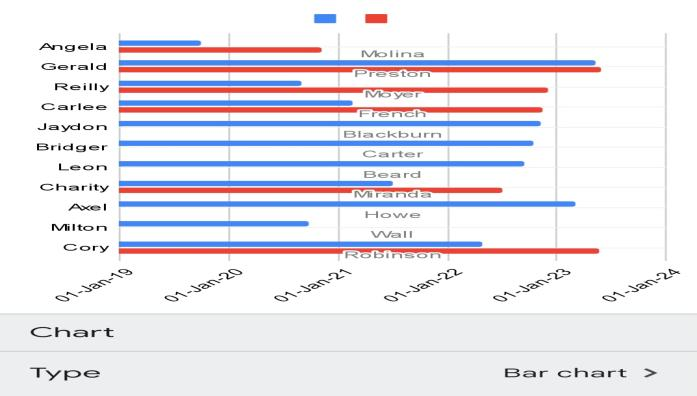 Angela
Molina
Gerald
Preston
Reilly
Moyer
Carlee
French
Jaydon
Blackburn
Bridger
Carter
Leon
Beard
Charity
Miranda
Axel
Howe
Milton
Wall
Cory
Robinson
01-Jan-19 01-Jan-20 01-Jan-21 01-Jan-22 01-Jan-23 01-Jan-24
Chart
Type Bar chart >